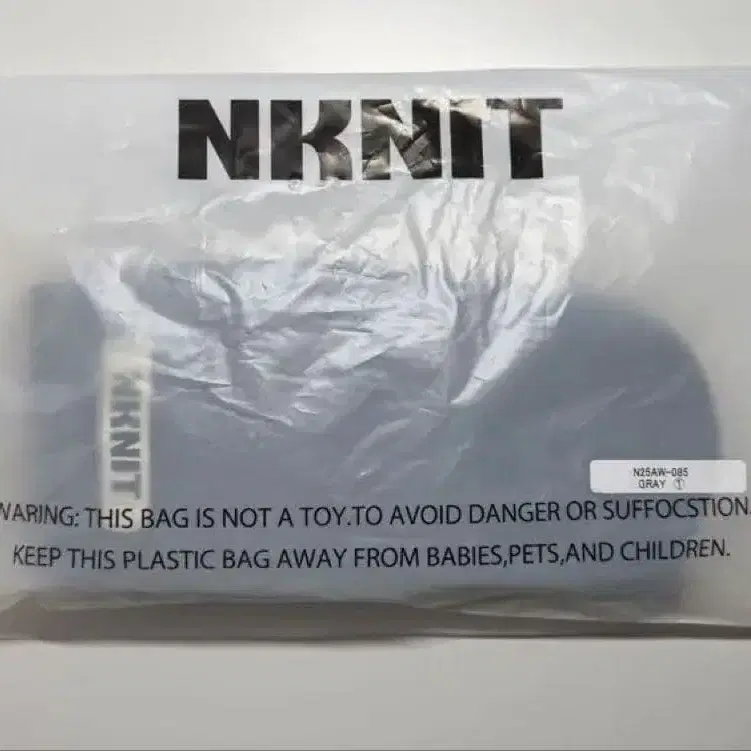 NKNIT
NKNIT
N25AW-085
GRAY ①
WARING: THIS BAG IS NOT A TOY.TO AVOID DANGER OR SUFFOCSTION.
KEEP THIS PLASTIC BAG AWAY FROM BABIES,PETS,AND CHILDREN.